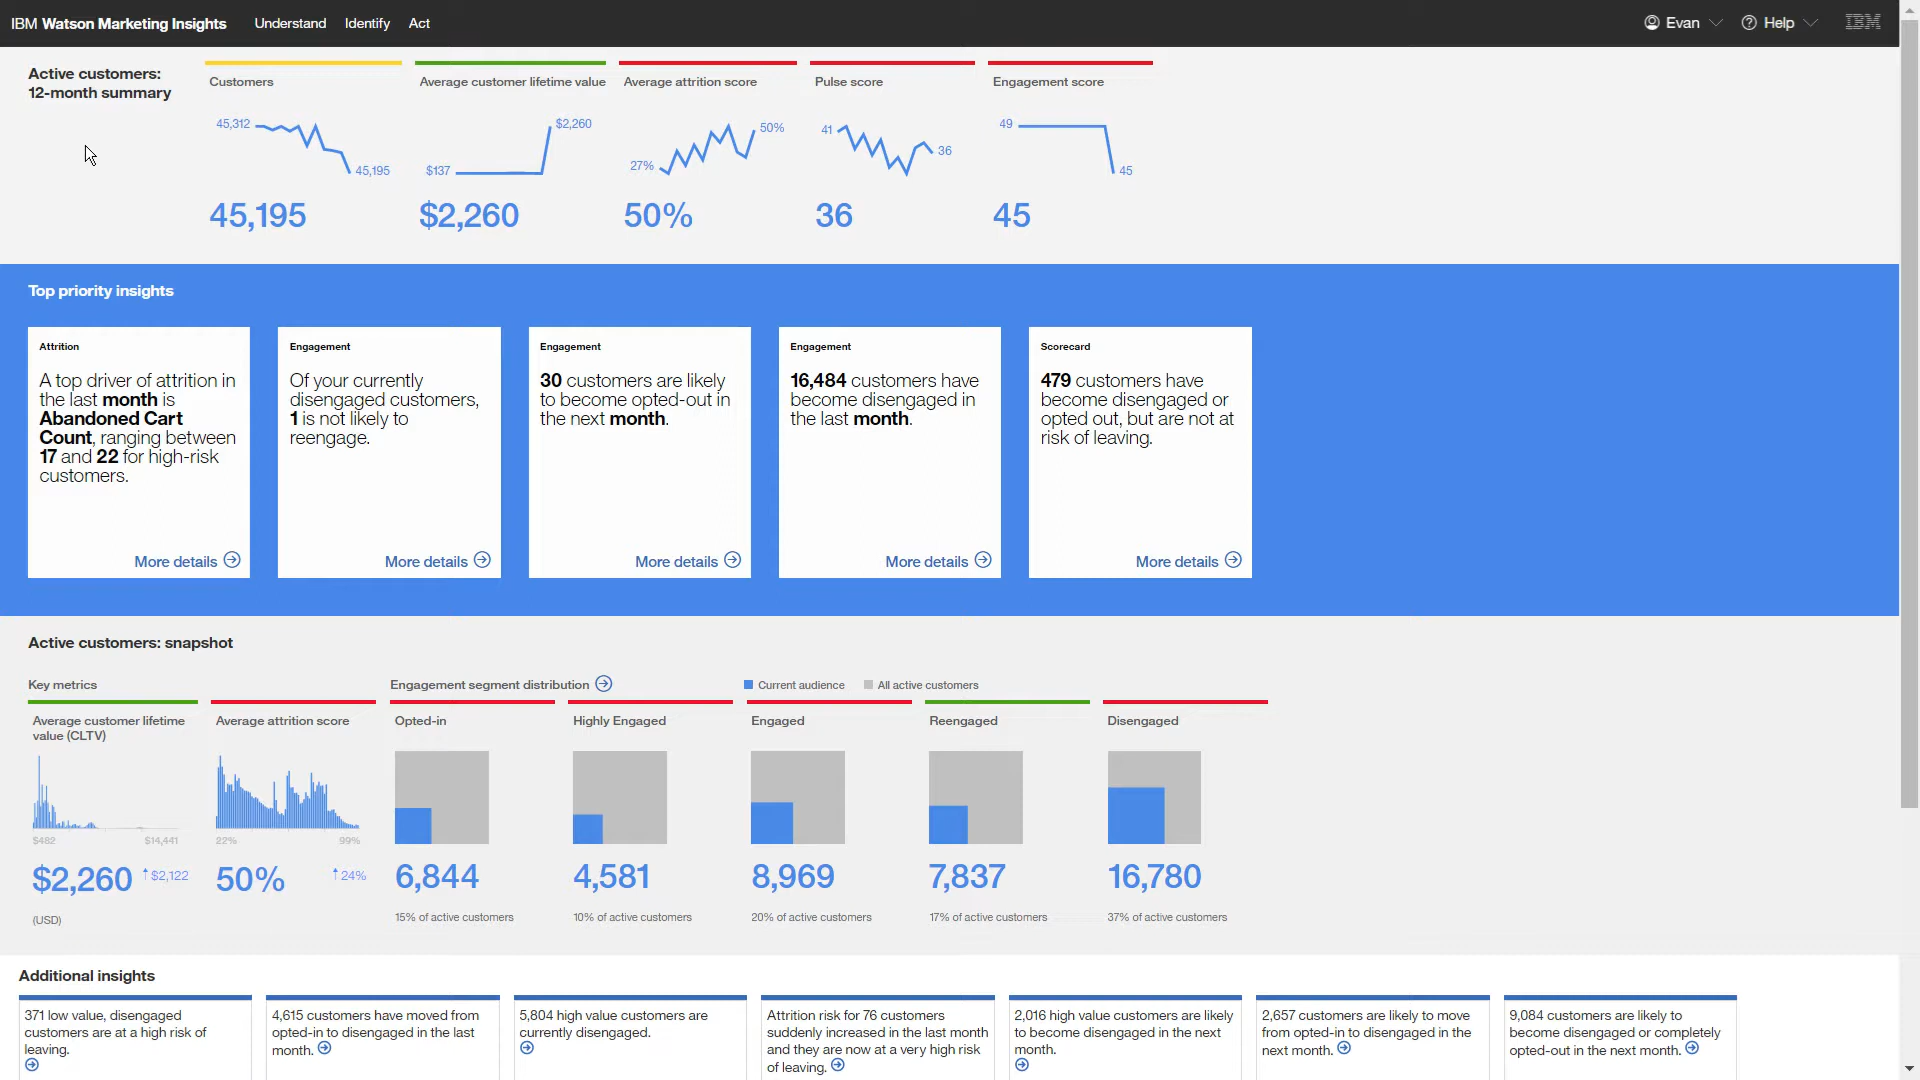 IBM Watson Marketing Insights
Understand
Identify
Act
Evan
Help
IBM
Active customers:
12-month summary
Customers
45,312
45,195
45,195
Average customer lifetime value
$137
$2,260
$2,260
Average attrition score
27%
50%
50%
Pulse score
41
36
36
Engagement score
49
45
45
Top priority insights
Attrition
A top driver of attrition in
the last month is
Abandoned Cart
Count, ranging between
17 and 22 for high-risk
customers.
More details
Engagement
Of your currently
disengaged customers,
1 is not likely to
reengage.
More details
Engagement
30 customers are likely
to become opted-out in
the next month.
More details
Engagement
16,484 customers have
become disengaged in
the last month.
More details
Scorecard
479 customers have
become disengaged or
opted out, but are not at
risk of leaving.
More details
Active customers: snapshot
Key metrics
Average customer lifetime
value (CLTV)
$482
$14,441
$2,260
$2,122
(USD)
Average attrition score
22%
99%
50%
24%
Engagement segment distribution
Current audience
All active customers
Opted-in
6,844
15% of active customers
Highly Engaged
4,581
10% of active customers
Engaged
8,969
20% of active customers
Reengaged
7,837
17% of active customers
Disengaged
16,780
37% of active customers
Additional insights
371 low value, disengaged
customers are at a high risk of
leaving.
4,615 customers have moved from
opted-in to disengaged in the last
month.
5,804 high value customers are
currently disengaged.
Attrition risk for 76 customers
suddenly increased in the last month
and they are now at a very high risk
of leaving.
2,016 high value customers are likely
to become disengaged in the next
month.
2,657 customers are likely to move
from opted-in to disengaged in the
next month.
9,084 customers are likely to
become disengaged or completely
opted-out in the next month.